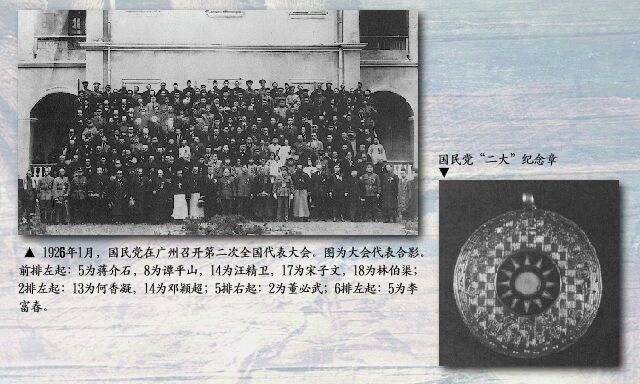 国民党“二大”纪念章
▼
▲ 1926年1月，国民党在广州召开第二次全国代表大会。图为大会代表合影。
前排左起：5为蒋介石，8为谭平山，14为汪精卫，17为宋子文，18为林伯渠；
2排左起：13为何香凝，14为邓颖超；5排右起：2为董必武；6排左起：5为李
富春。